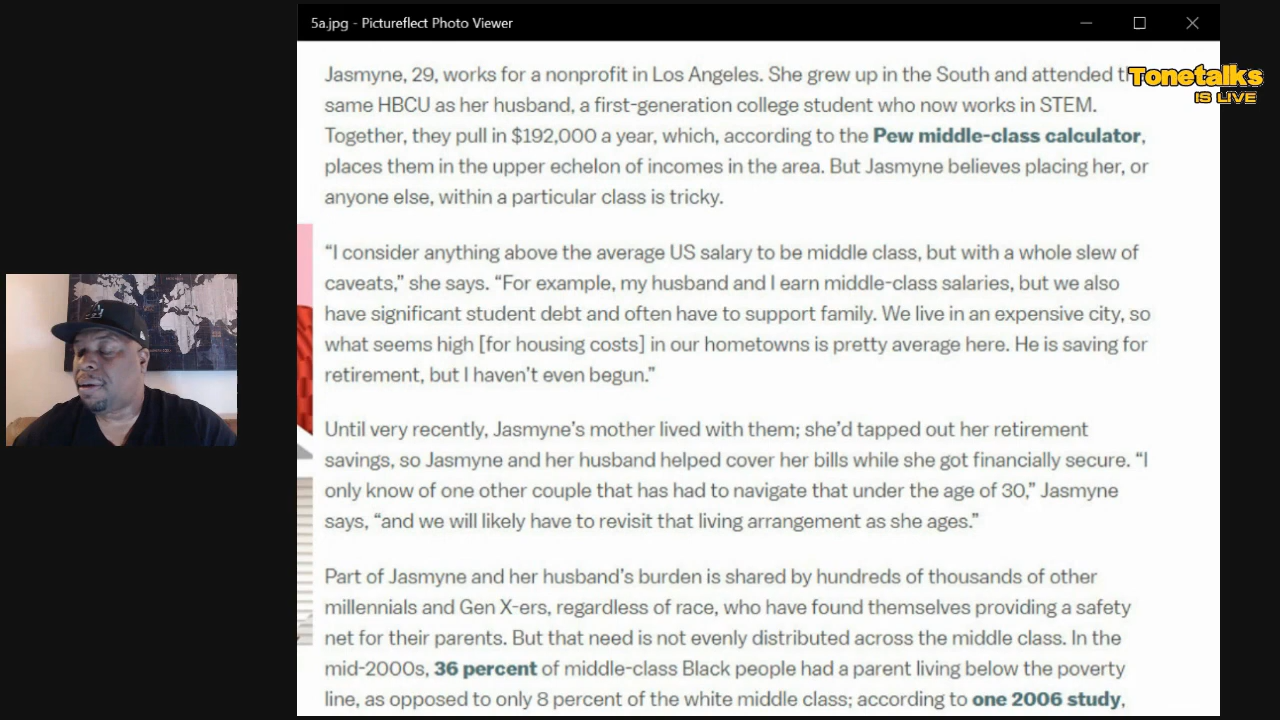 5a.jpg - Pictureflect Photo Viewer
Tonetalks
IS LIVE
Jasmyne, 29, works for a nonprofit in Los Angeles. She grew up in the South and attended
same HBCU as her husband, a first-generation college student who now works in STEM.
Together, they pull in $192,000 a year, which, according to the Pew middle-class calculator,
places them in the upper echelon of incomes in the area. But Jasmyne believes placing her, or
anyone else, within a particular class is tricky.
“I consider anything above the average US salary to be middle class, but with a whole slew of
caveats,” she says. “For example, my husband and I earn middle-class salaries, but we also
have significant student debt and often have to support family. We live in an expensive city, so
what seems high [for housing costs] in our hometowns is pretty average here. He is saving for
retirement, but I haven’t even begun.”
Until very recently, Jasmyne’s mother lived with them; she’d tapped out her retirement
savings, so Jasmyne and her husband helped cover her bills while she got financially secure. “I
only know of one other couple that has had to navigate that under the age of 30,” Jasmyne
says, “and we will likely have to revisit that living arrangement as she ages.”
Part of Jasmyne and her husband’s burden is shared by hundreds of thousands of other
millennials and Gen X-ers, regardless of race, who have found themselves providing a safety
net for their parents. But that need is not evenly distributed across the middle class. In the
mid-2000s, 36 percent of middle-class Black people had a parent living below the poverty
line, as opposed to only 8 percent of the white middle class; according to one 2006 study,